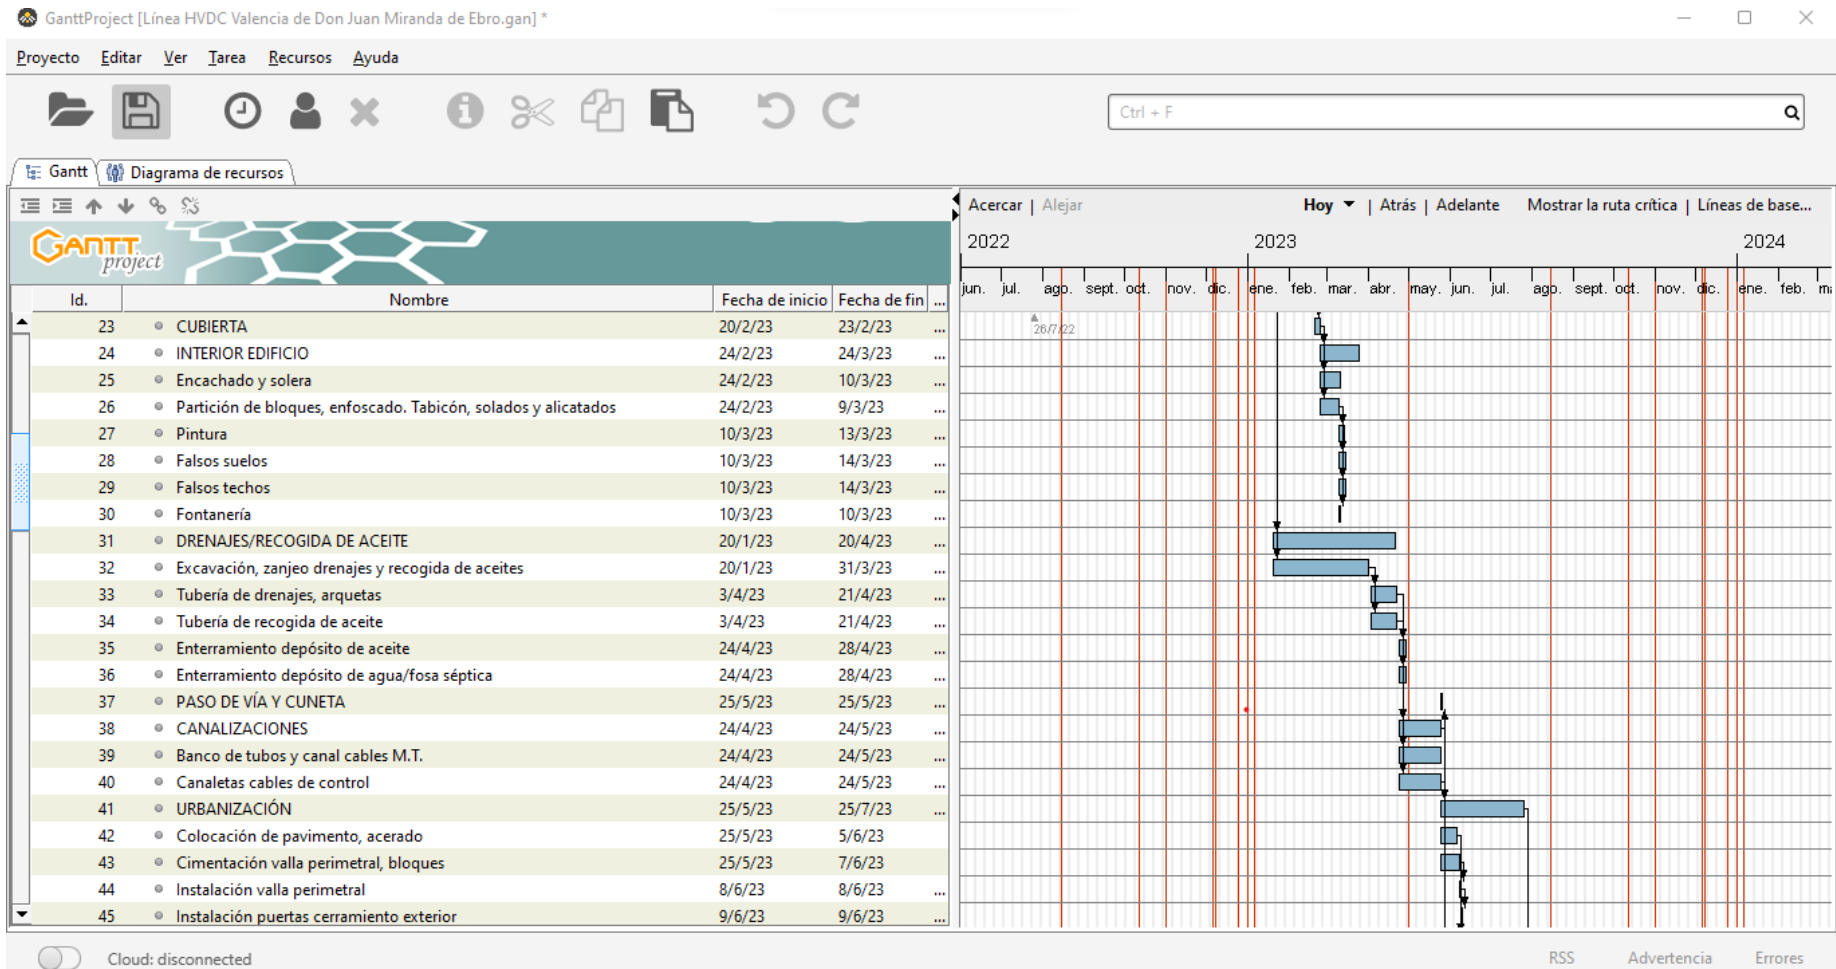 GanttProject [Línea HVDC Valencia de Don Juan Miranda de Ebro.gan] *
Proyecto Editar Ver Tarea Recursos Ayuda
Ctrl + F
Gantt Diagrama de recursos
Acercar | Alejar Hoy | Atrás | Adelante Mostrar la ruta crítica | Líneas de base...
GANTT project
2022 2023 2024
jun. jul. ago. sept. oct. nov. dic. ene. feb. mar. abr. may. jun. jul. ago. sept. oct. nov. dic. ene. feb.
Id. Nombre Fecha de inicio Fecha de fin ...
23 CUBIERTA 20/2/23 23/2/23 ...
26/7/22
24 INTERIOR EDIFICIO 24/2/23 24/3/23 ...
25 Encachado y solera 24/2/23 10/3/23 ...
26 Partición de bloques, enfoscado. Tabicón, solados y alicatados 24/2/23 9/3/23 ...
27 Pintura 10/3/23 13/3/23 ...
28 Falsos suelos 10/3/23 14/3/23 ...
29 Falsos techos 10/3/23 14/3/23 ...
30 Fontanería 10/3/23 10/3/23 ...
31 DRENAJES/RECOGIDA DE ACEITE 20/1/23 20/4/23 ...
32 Excavación, zanjeo drenajes y recogida de aceites 20/1/23 31/3/23 ...
33 Tubería de drenajes, arquetas 3/4/23 21/4/23 ...
34 Tubería de recogida de aceite 3/4/23 21/4/23 ...
35 Enterramiento depósito de aceite 24/4/23 28/4/23 ...
36 Enterramiento depósito de agua/fosa séptica 24/4/23 28/4/23 ...
37 PASO DE VÍA Y CUNETA 25/5/23 25/5/23 ...
38 CANALIZACIONES 24/4/23 24/5/23 ...
39 Banco de tubos y canal cables M.T. 24/4/23 24/5/23 ...
40 Canaletas cables de control 24/4/23 24/5/23 ...
41 URBANIZACIÓN 25/5/23 25/7/23 ...
42 Colocación de pavimento, acerado 25/5/23 5/6/23
43 Cimentación valla perimetral, bloques 25/5/23 7/6/23
44 Instalación valla perimetral 8/6/23 8/6/23 ...
45 Instalación puertas cerramiento exterior 9/6/23 9/6/23 ...
Cloud: disconnected RSS Advertencia Errores